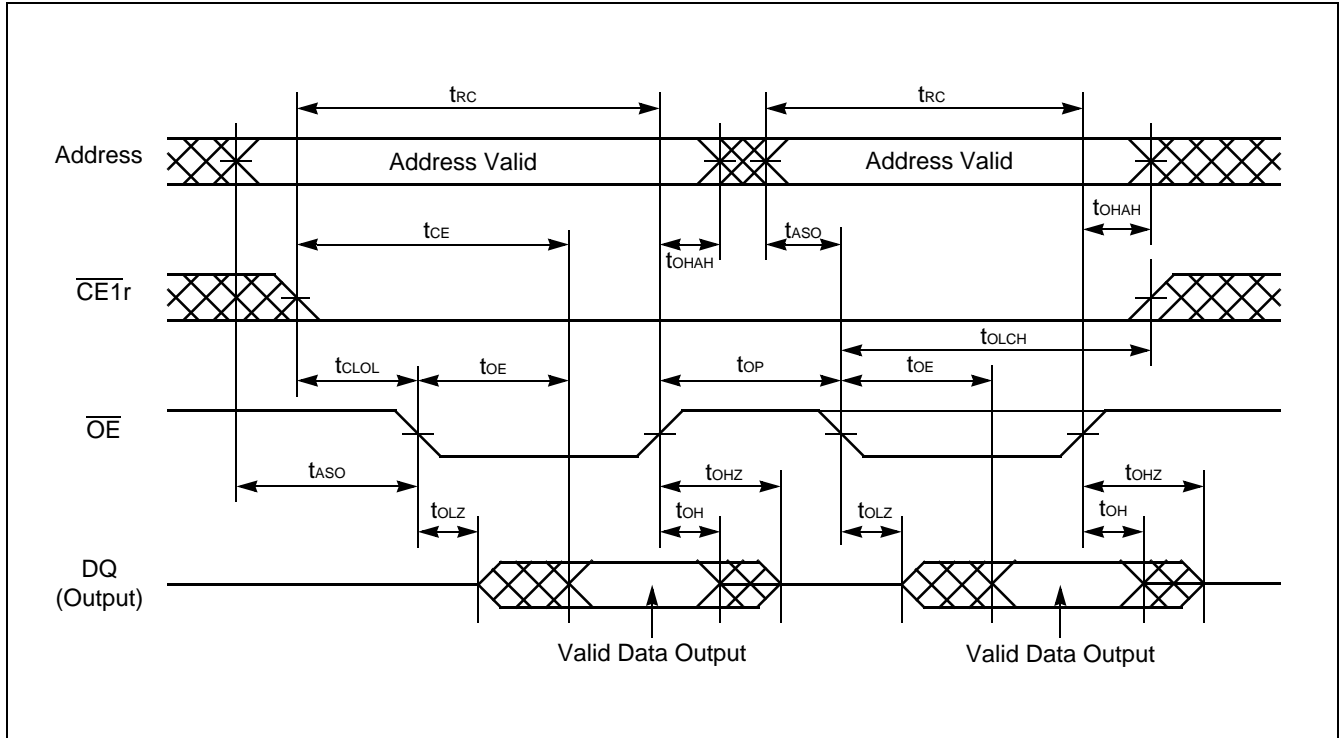 tRC tRC
Address Address Valid Address Valid
tCE tOHAH tASO tOHAH
CE1r
tOLCH
tCLOL tOE tOP tOE
OE
tASO tOHZ tOHZ
tOLZ tOH tOLZ tOH
DQ
(Output)
Valid Data Output Valid Data Output